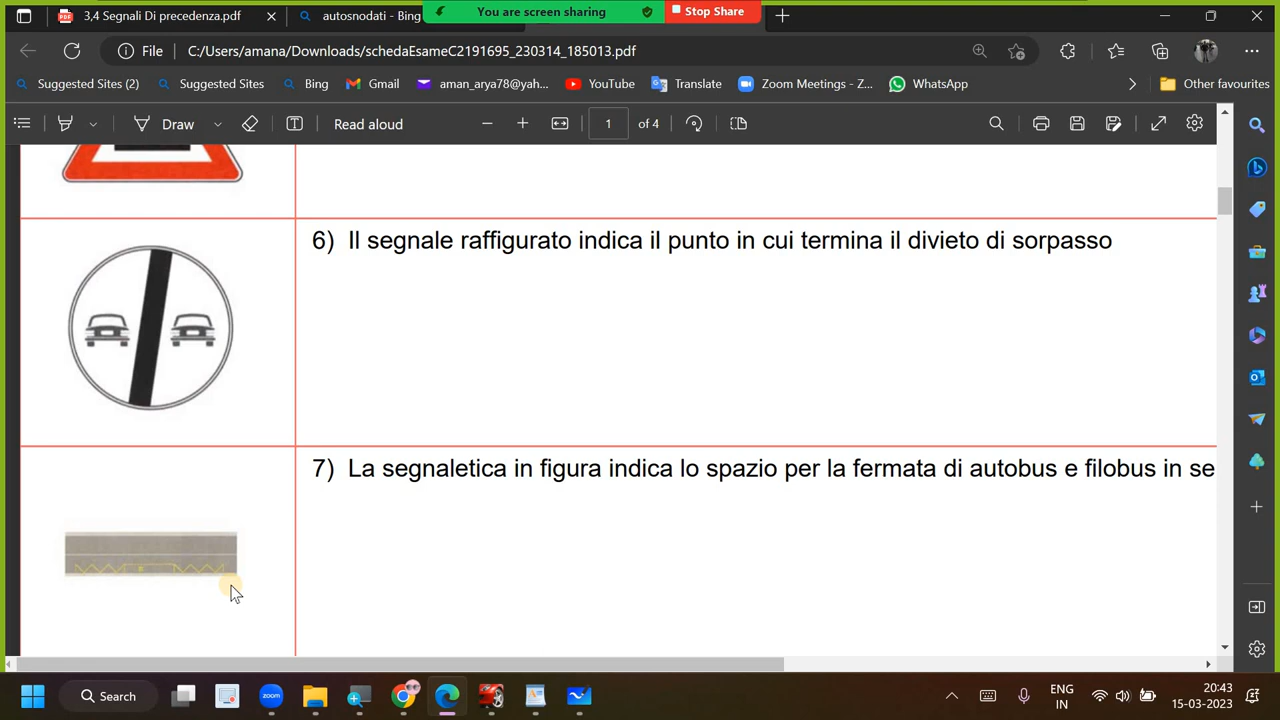 3,4 Segnali Di precedenza.pdf
autosnodati - Bing
You are screen sharing
Stop Share
File
C:/Users/amana/Downloads/schedaEsameC2191695_230314_185013.pdf
Suggested Sites (2)
Suggested Sites
Bing
Gmail
aman_arya78@yah...
YouTube
Translate
Zoom Meetings - Z...
WhatsApp
Other favourites
Draw
Read aloud
1
of 4
6) Il segnale raffigurato indica il punto in cui termina il divieto di sorpasso
7) La segnaletica in figura indica lo spazio per la fermata di autobus e filobus in se
Search
zoom
ENG
IN
20:43
15-03-2023